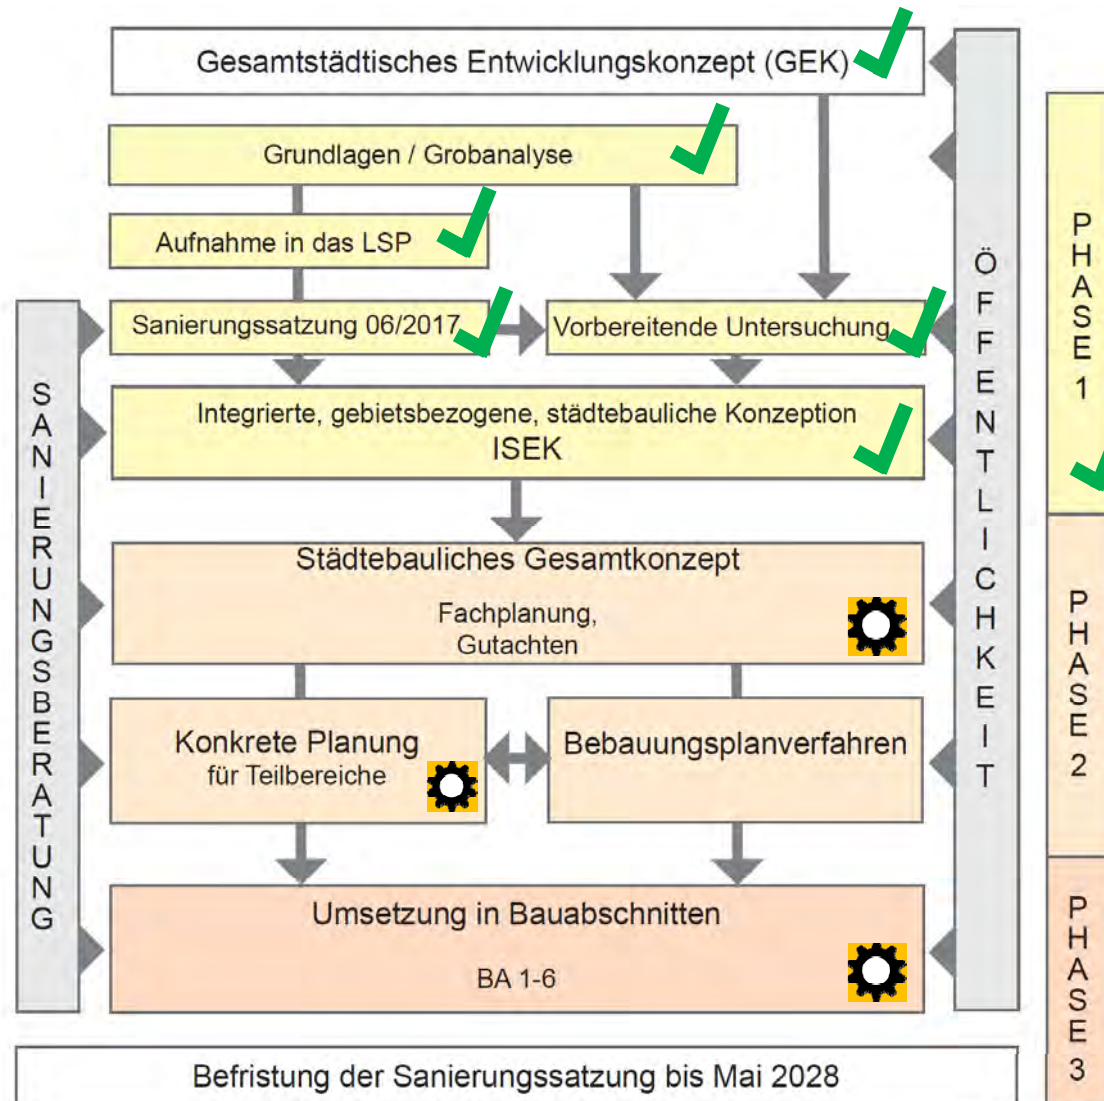 Gesamtstädtisches Entwicklungskonzept (GEK)
Grundlagen / Grobanalyse
Aufnahme in das LSP
Sanierungssatzung 06/2017
Vorbereitende Untersuchung
Integrierte, gebietsbezogene, städtebauliche Konzeption
ISEK
Städtebauliches Gesamtkonzept
Fachplanung,
Gutachten
Konkrete Planung
für Teilbereiche
Bebauungsplanverfahren
Umsetzung in Bauabschnitten
BA 1-6
Befristung der Sanierungssatzung bis Mai 2028
SANIERUNGSBERATUNG
ÖFFENTLICHKEIT
PHASE 1
PHASE 2
PHASE 3